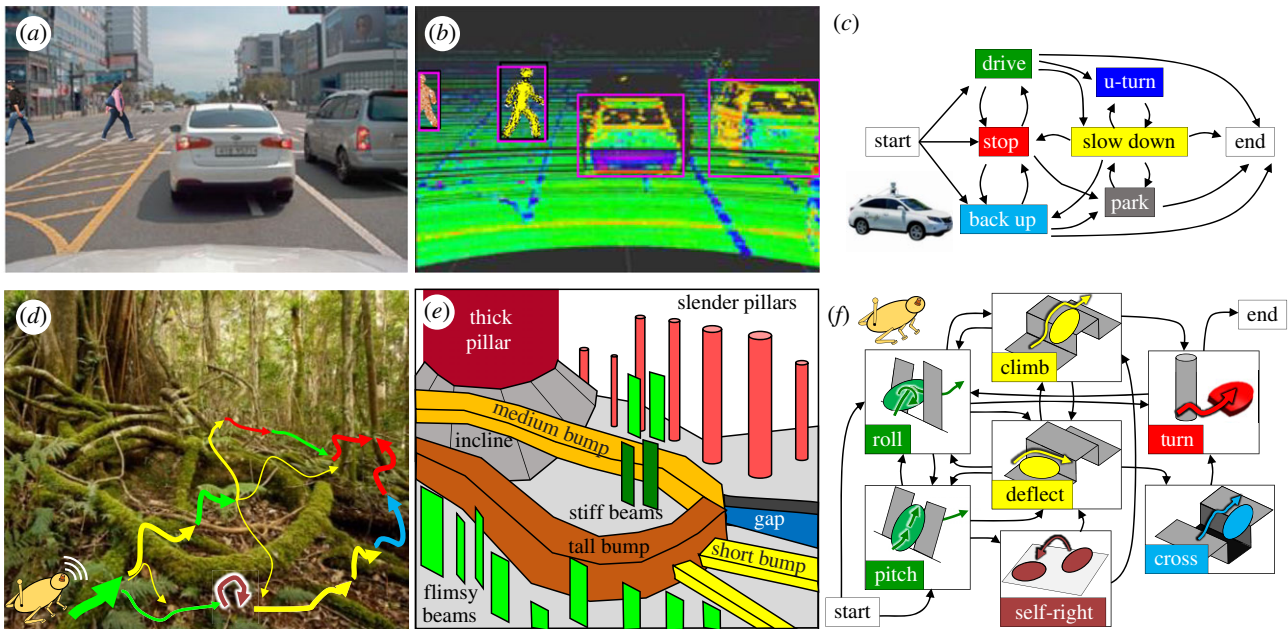 (a)
(b)
(c)
drive
u-turn
start
stop
slow down
end
back up
park
(d)
(e)
thick
pillar
slender pillars
medium bump
incline
stiff beams
gap
tall bump
short bump
flimsy
beams
(f)
climb
end
roll
turn
deflect
pitch
cross
start
self-right